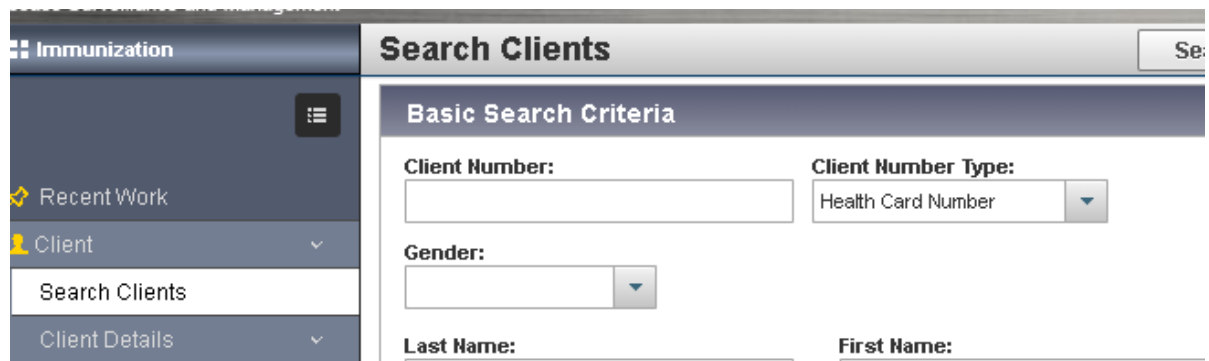 Immunization
Search Clients
Basic Search Criteria
Client Number:
Client Number Type:
Health Card Number
Recent Work
Client
Gender:
Search Clients
Client Details
Last Name:
First Name: